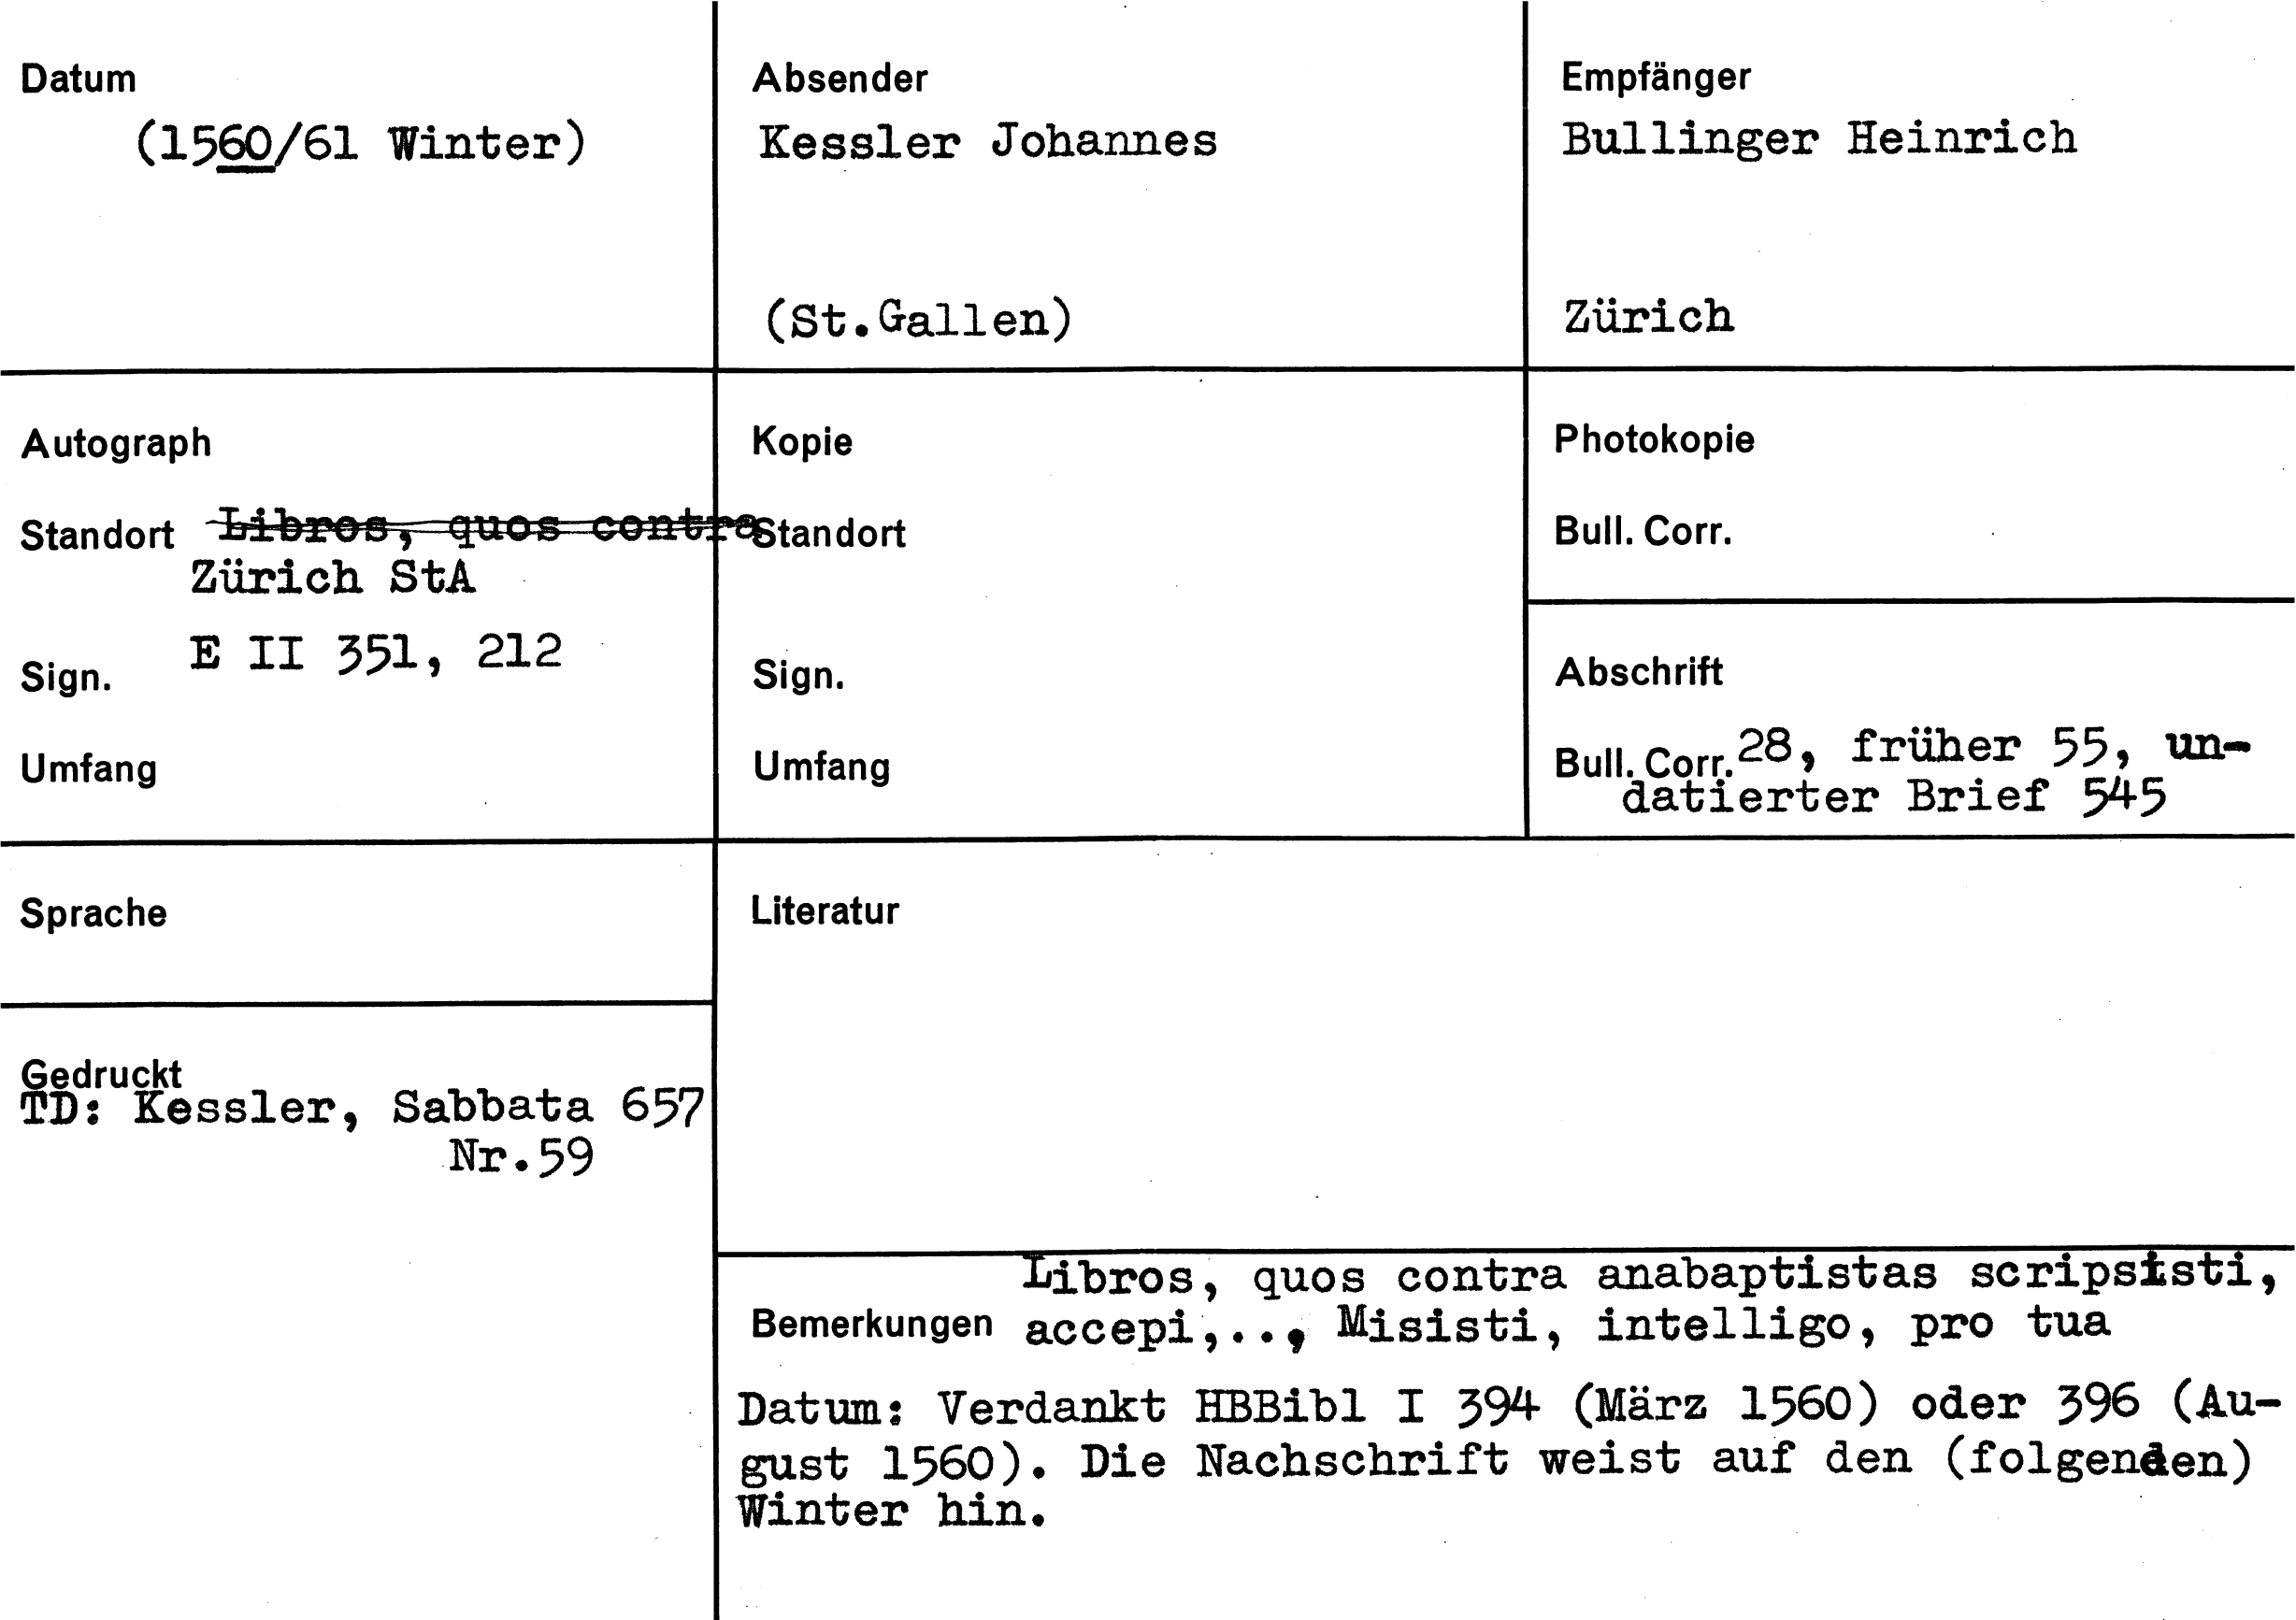 Datum
(1560/61 Winter)
Absender
Kessler Johannes
(St.Gallen)
Empfänger
Bullinger Heinrich
Zürich
Autograph
Standort Libros, quos contra
Zürich StA
Sign. E II 351, 212
Umfang
Kopie
Standort
Sign.
Umfang
Photokopie
Bull. Corr.
Abschrift
Bull. Corr. 28, früher 55, un-
datierter Brief 545
Sprache
Gedruckt
TD: Kessler, Sabbata 657
Nr.59
Literatur
Libros, quos contra anabaptistas scripsisti,
Bemerkungen accepi,.., Misisti, intelligo, pro tua
Datum: Verdankt HBBibl I 394 (März 1560) oder 396 (Au-
gust 1560). Die Nachschrift weist auf den (folgenden)
Winter hin.